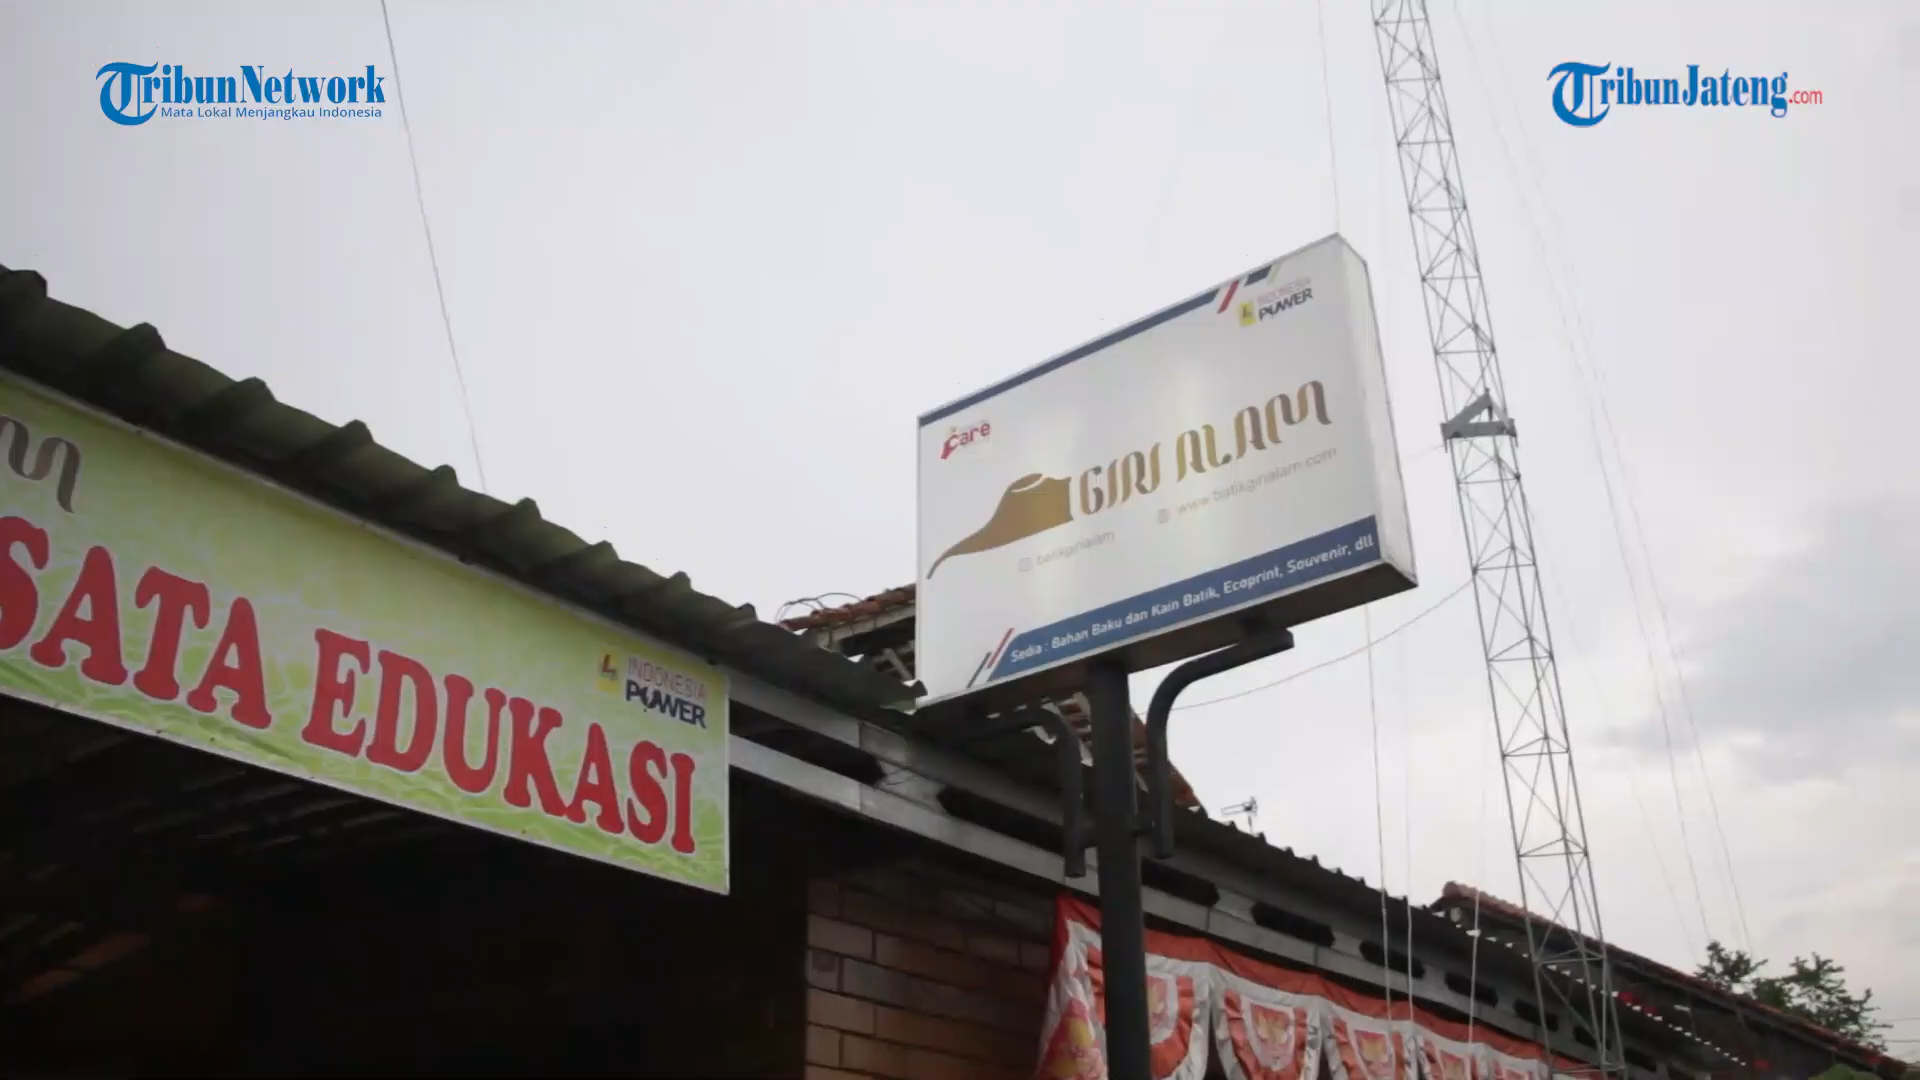 TribunNetwork
Mata Lokal Menjangkau Indonesia
TribunJateng.com
INDONESIA
POWER
Care
GIRI ALAM
batikgirialam
www.batikgirialam.com
Sedia : Bahan Baku dan Kain Batik, Ecoprint, Souvenir, dll
SATA EDUKASI
INDONESIA
POWER